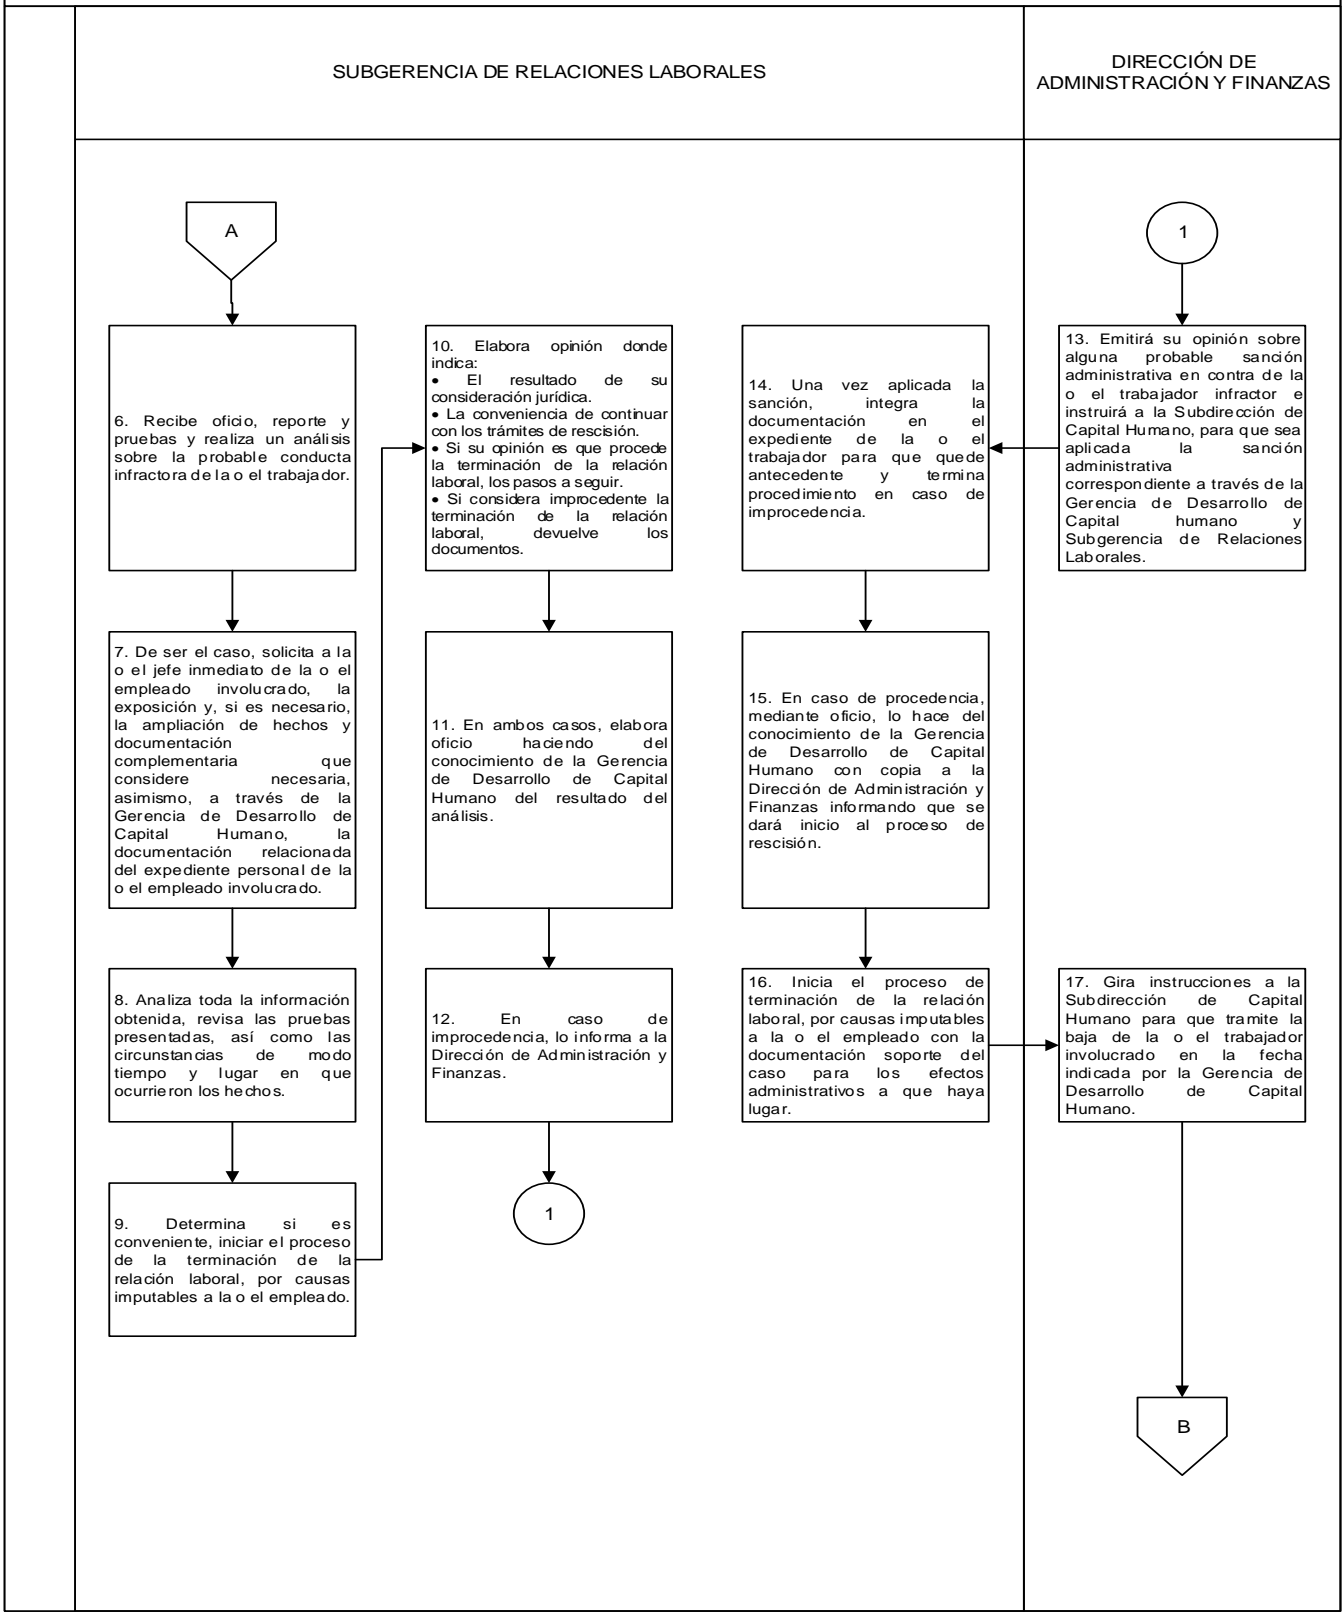 SUBGERENCIA DE RELACIONES LABORALES
DIRECCIÓN DE
ADMINISTRACIÓN Y FINANZAS
A
6. Recibe oficio, reporte y
pruebas y realiza un análisis
sobre la probable conducta
infractora de la o el trabajador.
7. De ser el caso, solicita a la
o el jefe inmediato de la o el
empleado involucrado, la
exposición y, si es necesario,
la ampliación de hechos y
documentación
complementaria que
considere necesaria,
asimismo, a través de la
Gerencia de Desarrollo de
Capital Humano, la
documentación relacionada
del expediente personal de la
o el empleado involucrado.
8. Analiza toda la información
obtenida, revisa las pruebas
presentadas, así como las
circunstancias de modo
tiempo y lugar en que
ocurrieron los hechos.
9. Determina si es
conveniente, iniciar el proceso
de la terminación de la
relación laboral, por causas
imputables a la o el empleado.
10. Elabora opinión donde
indica:
• El resultado de su
consideración jurídica.
• La conveniencia de continuar
con los trámites de rescisión.
• Si su opinión es que procede
la terminación de la relación
laboral, los pasos a seguir.
• Si considera improcedente la
terminación de la relación
laboral, devuelve los
documentos.
11. En ambos casos, elabora
oficio haciendo del
conocimiento de la Gerencia
de Desarrollo de Capital
Humano del resultado del
análisis.
12. En caso de
improcedencia, lo informa a la
Dirección de Administración y
Finanzas.
1
1
13. Emitirá su opinión sobre
alguna probable sanción
administrativa en contra de la
o el trabajador infractor e
instruirá a la Subdirección de
Capital Humano, para que sea
aplicada la sanción
administrativa
correspondiente a través de la
Gerencia de Desarrollo de
Capital humano y
Subgerencia de Relaciones
Laborales.
14. Una vez aplicada la
sanción, integra la
documentación en el
expediente de la o el
trabajador para que quede
antecedente y termina
procedimiento en caso de
improcedencia.
15. En caso de procedencia,
mediante oficio, lo hace del
conocimiento de la Gerencia
de Desarrollo de Capital
Humano con copia a la
Dirección de Administración y
Finanzas informando que se
dará inicio al proceso de
rescisión.
16. Inicia el proceso de
terminación de la relación
laboral, por causas imputables
a la o el empleado con la
documentación soporte del
caso para los efectos
administrativos a que haya
lugar.
17. Gira instrucciones a la
Subdirección de Capital
Humano para que tramite la
baja de la o el trabajador
involucrado en la fecha
indicada por la Gerencia de
Desarrollo de Capital
Humano.
B